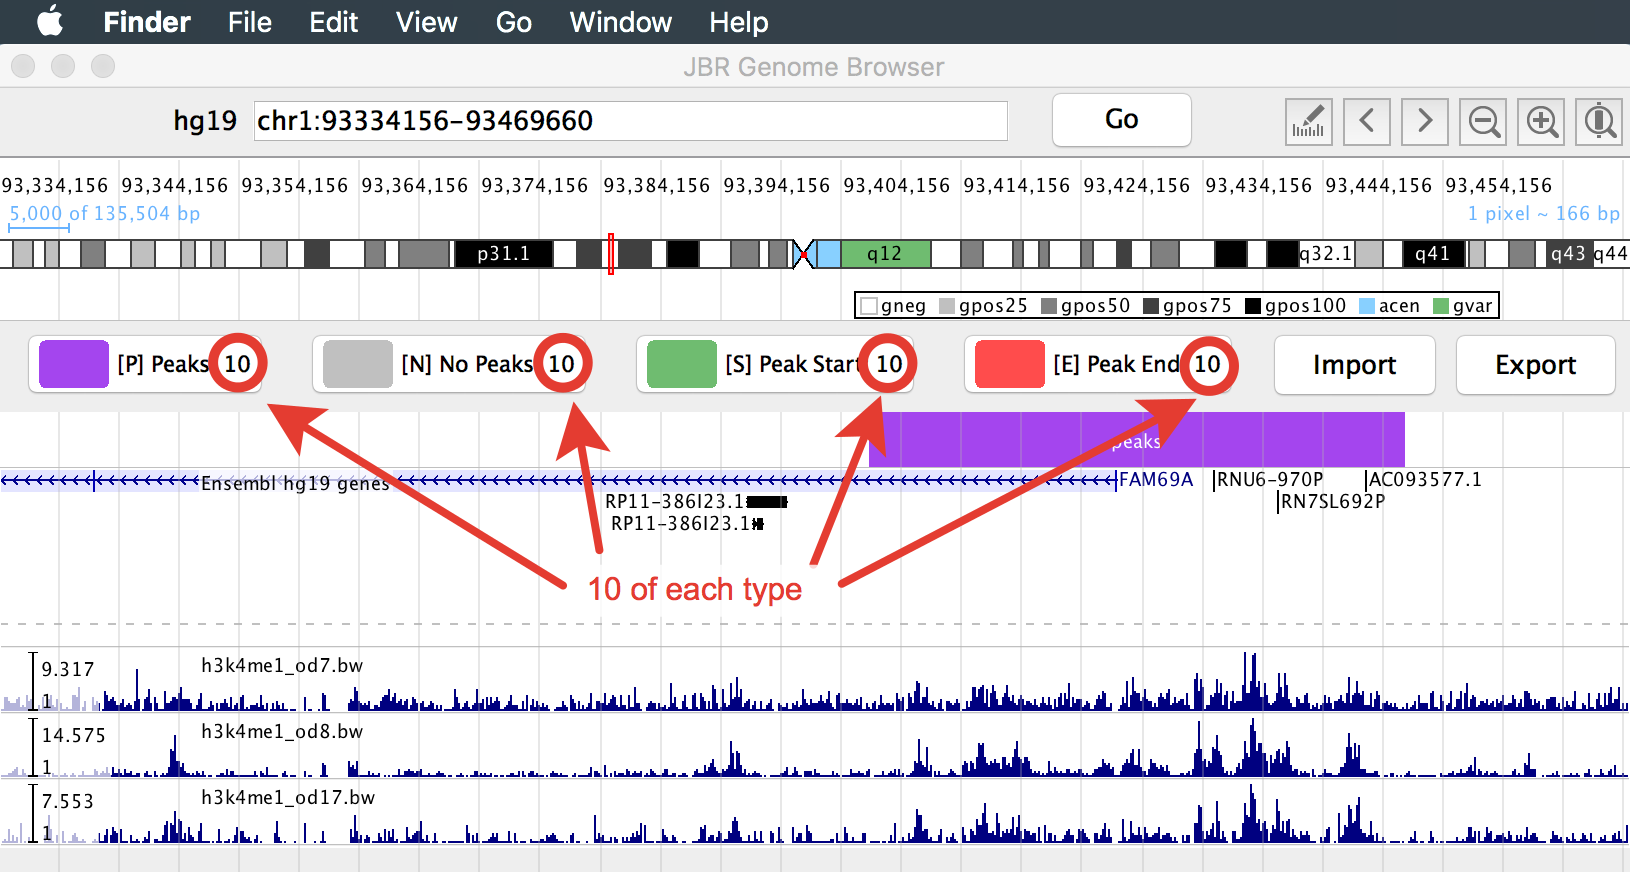 Finder File Edit View Go Window Help
JBR Genome Browser
hg19 chr1:93334156-93469660 Go
93,334,156 93,344,156 93,354,156 93,364,156 93,374,156 93,384,156 93,394,156 93,404,156 93,414,156 93,424,156 93,434,156 93,444,156 93,454,156
5,000 of 135,504 bp 1 pixel ~ 166 bp
p31.1 q12 q32.1 q41 q43 q44
gneg gpos25 gpos50 gpos75 gpos100 acen gvar
[P] Peaks 10 [N] No Peaks 10 [S] Peak Start 10 [E] Peak End 10 Import Export
peaks
Ensembl hg19 genes FAM69A RNU6-970P AC093577.1
RP11-386I23.1 RN7SL692P
RP11-386I23.1
10 of each type
9.317 h3k4me1_od7.bw
1
14.575 h3k4me1_od8.bw
1
7.553 h3k4me1_od17.bw
1